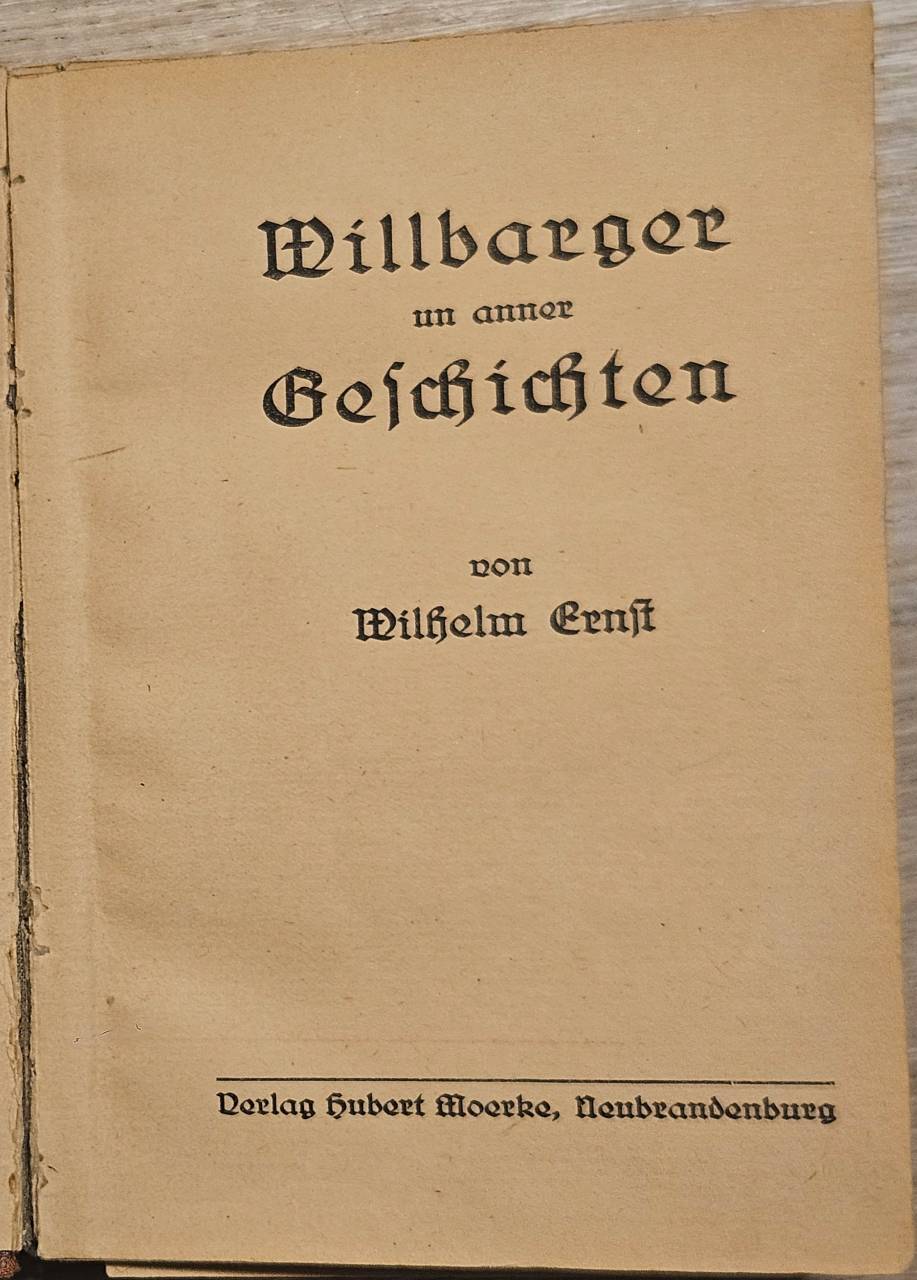 Willbarger
un anner
Geſchichten
von
Wilhelm Ernſt
Verlag Hubert Moerke, Neubrandenburg